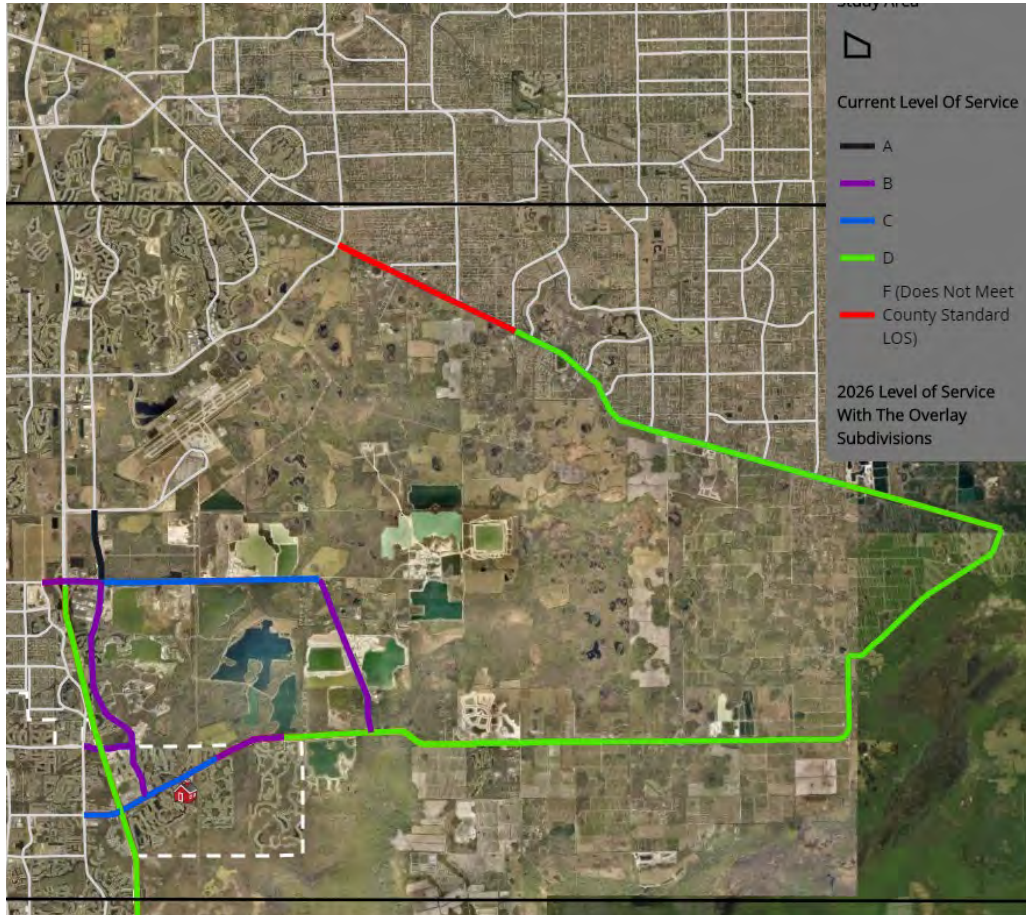 Study Area
Current Level Of Service
A
B
C
D
F (Does Not Meet
County Standard
LOS)
2026 Level of Service
With The Overlay
Subdivisions